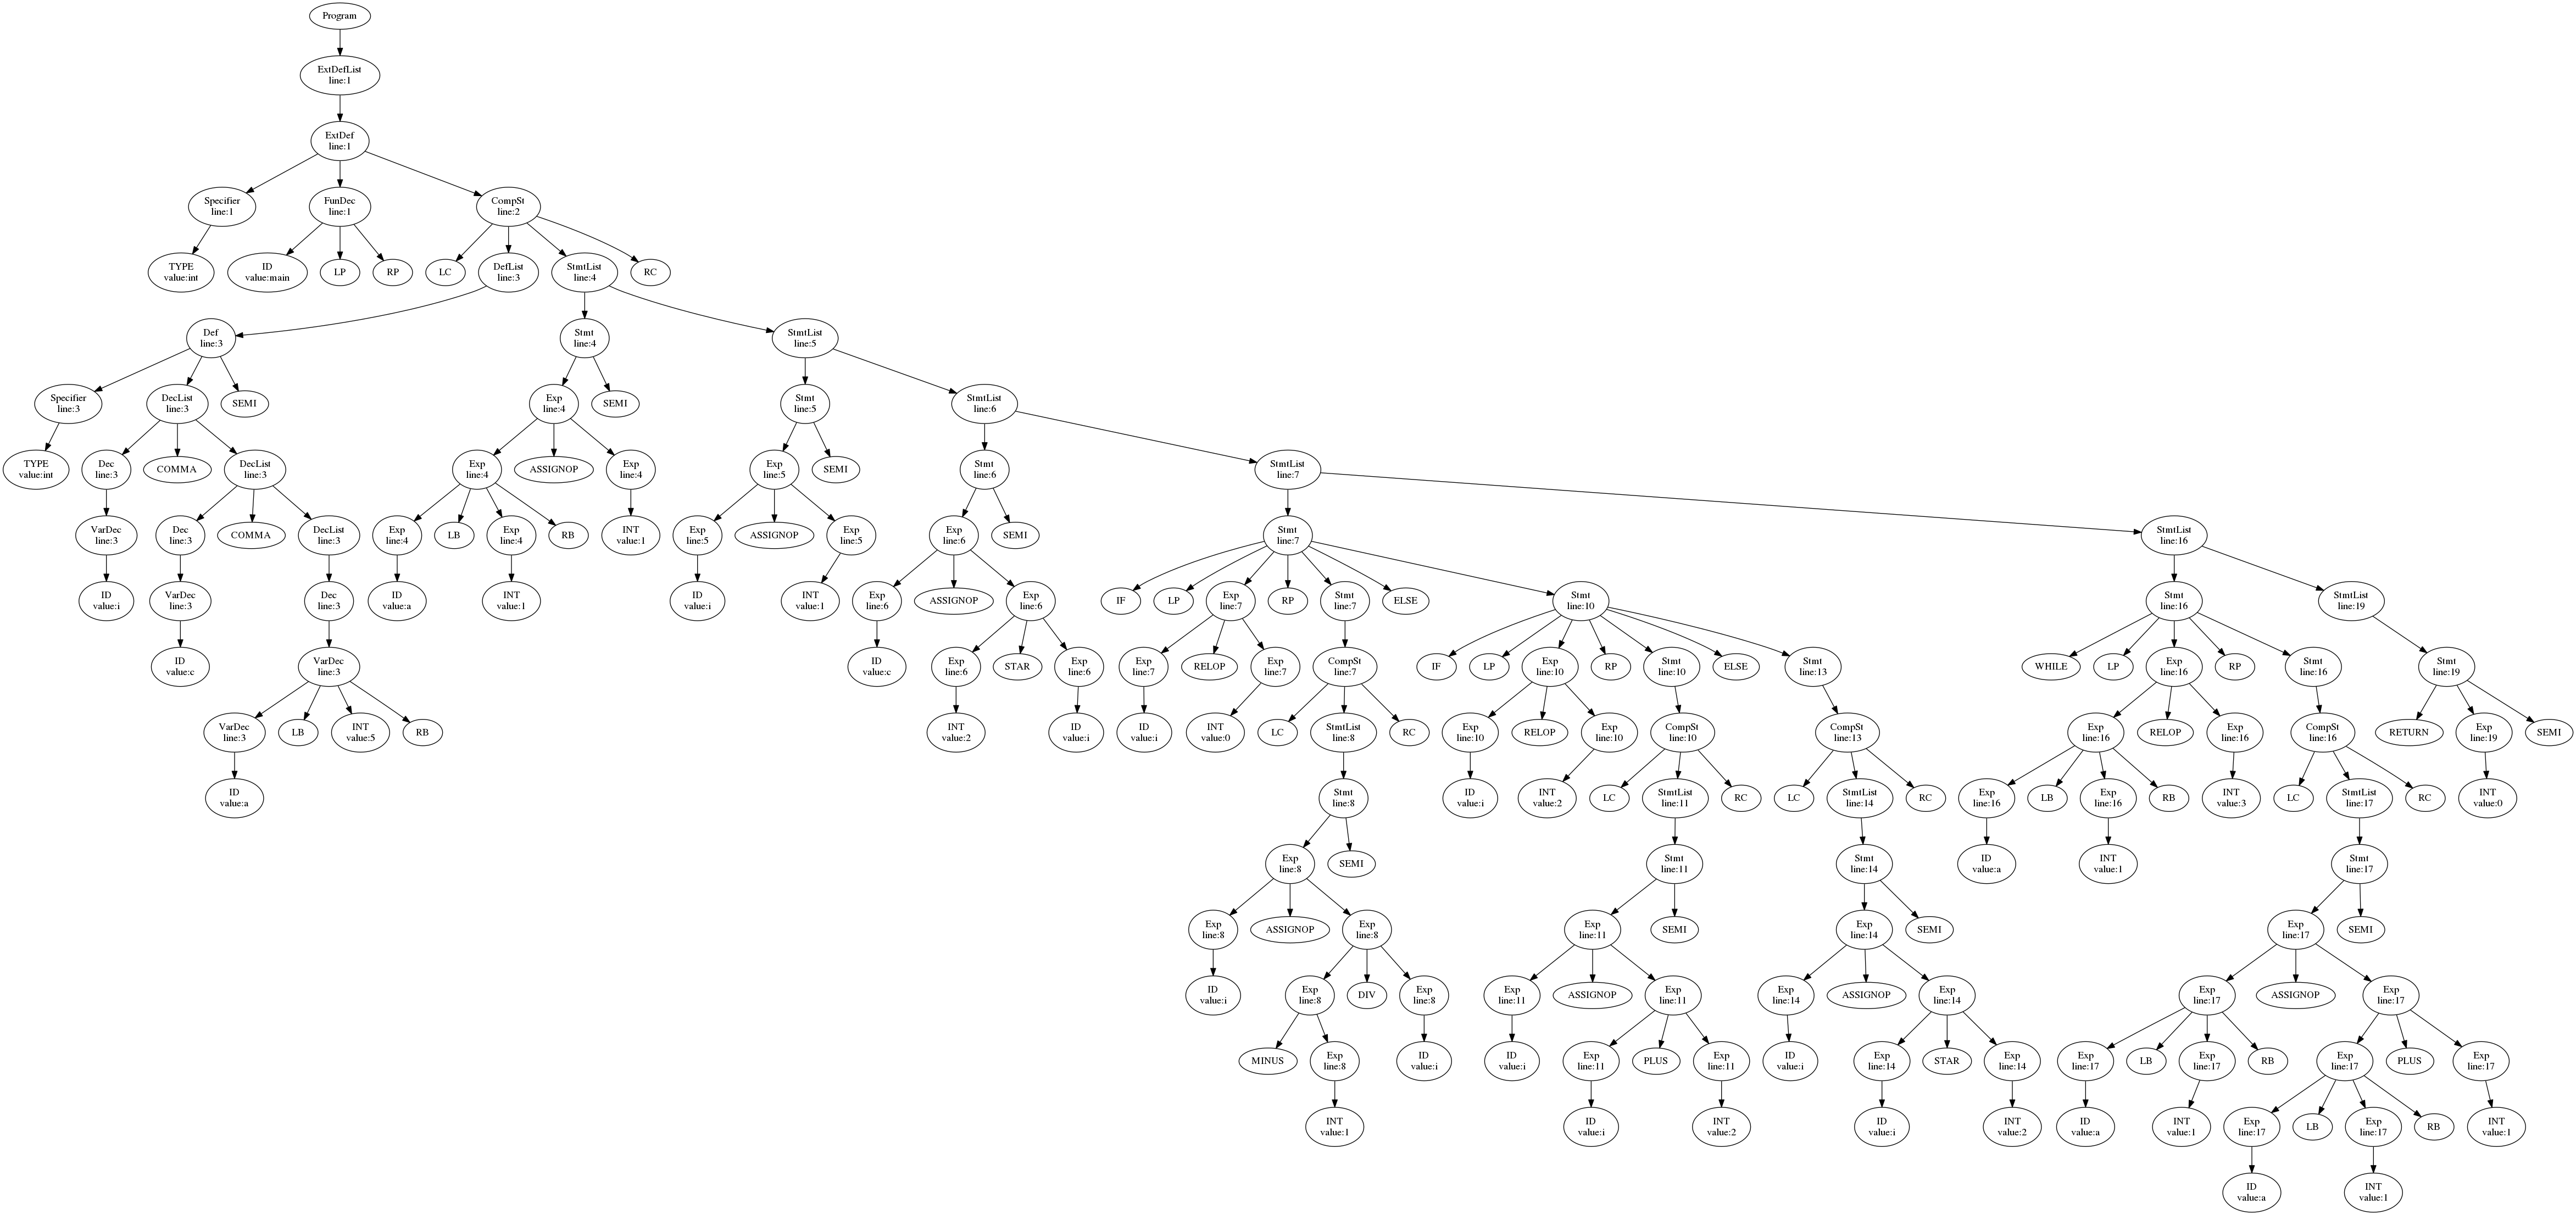 Program
ExtDefList
line:1
ExtDef
line:1
Specifier
line:1
FunDec
line:1
CompSt
line:2
TYPE
value:int
ID
value:main
LP
RP
LC
DefList
line:3
StmtList
line:4
RC
Def
line:3
Stmt
line:4
StmtList
line:5
Specifier
line:3
DecList
line:3
SEMI
Exp
line:4
SEMI
Stmt
line:5
StmtList
line:6
TYPE
value:int
Dec
line:3
COMMA
DecList
line:3
Exp
line:4
ASSIGNOP
Exp
line:4
Exp
line:5
SEMI
Stmt
line:6
StmtList
line:7
VarDec
line:3
Dec
line:3
COMMA
DecList
line:3
Exp
line:4
LB
Exp
line:4
RB
INT
value:1
Exp
line:5
ASSIGNOP
Exp
line:5
Exp
line:6
SEMI
Stmt
line:7
StmtList
line:16
ID
value:i
VarDec
line:3
Dec
line:3
ID
value:a
INT
value:1
ID
value:i
INT
value:1
Exp
line:6
ASSIGNOP
Exp
line:6
IF
LP
Exp
line:7
RP
Stmt
line:7
ELSE
Stmt
line:10
Stmt
line:16
StmtList
line:19
ID
value:c
VarDec
line:3
ID
value:c
Exp
line:6
STAR
Exp
line:6
Exp
line:7
RELOP
Exp
line:7
CompSt
line:7
IF
LP
Exp
line:10
RP
Stmt
line:10
ELSE
Stmt
line:13
WHILE
LP
Exp
line:16
RP
Stmt
line:16
Stmt
line:19
VarDec
line:3
LB
INT
value:5
RB
INT
value:2
ID
value:i
ID
value:i
INT
value:0
LC
StmtList
line:8
RC
Exp
line:10
RELOP
Exp
line:10
CompSt
line:10
CompSt
line:13
Exp
line:16
RELOP
Exp
line:16
CompSt
line:16
RETURN
Exp
line:19
SEMI
ID
value:a
Stmt
line:8
ID
value:i
INT
value:2
LC
StmtList
line:11
RC
LC
StmtList
line:14
RC
Exp
line:16
LB
Exp
line:16
RB
INT
value:3
LC
StmtList
line:17
RC
INT
value:0
Exp
line:8
SEMI
Stmt
line:11
Stmt
line:14
ID
value:a
INT
value:1
Stmt
line:17
Exp
line:8
ASSIGNOP
Exp
line:8
Exp
line:11
SEMI
Exp
line:14
SEMI
Exp
line:17
SEMI
ID
value:i
Exp
line:8
DIV
Exp
line:8
Exp
line:11
ASSIGNOP
Exp
line:11
Exp
line:14
ASSIGNOP
Exp
line:14
Exp
line:17
ASSIGNOP
Exp
line:17
MINUS
Exp
line:8
ID
value:i
ID
value:i
Exp
line:11
PLUS
Exp
line:11
ID
value:i
Exp
line:14
STAR
Exp
line:14
Exp
line:17
LB
Exp
line:17
RB
Exp
line:17
PLUS
Exp
line:17
INT
value:1
ID
value:i
INT
value:2
ID
value:i
INT
value:2
ID
value:a
INT
value:1
Exp
line:17
LB
Exp
line:17
RB
INT
value:1
ID
value:a
INT
value:1